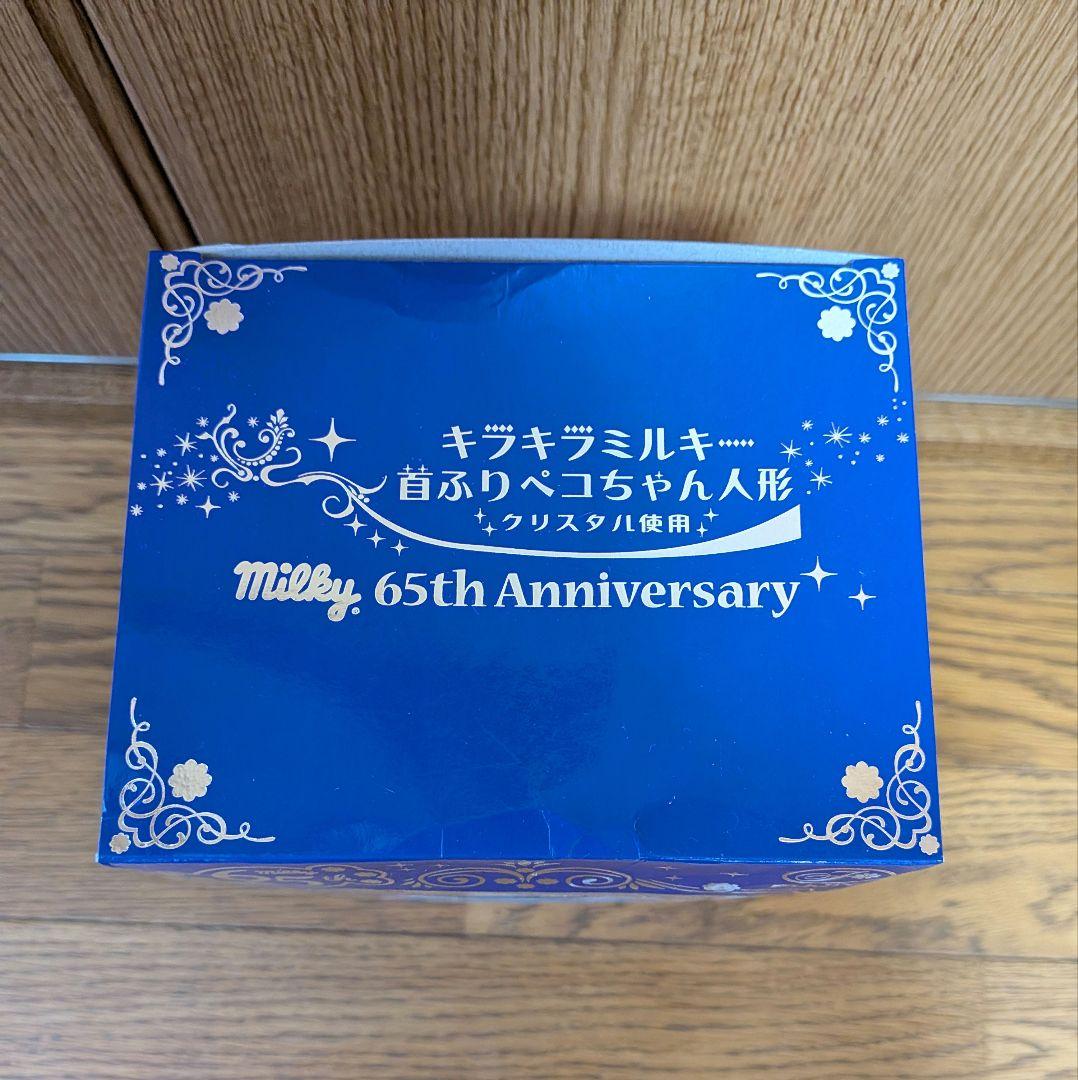 キラキラミルキー
首ふりペコちゃん人形
クリスタル使用
Milky® 65th Anniversary